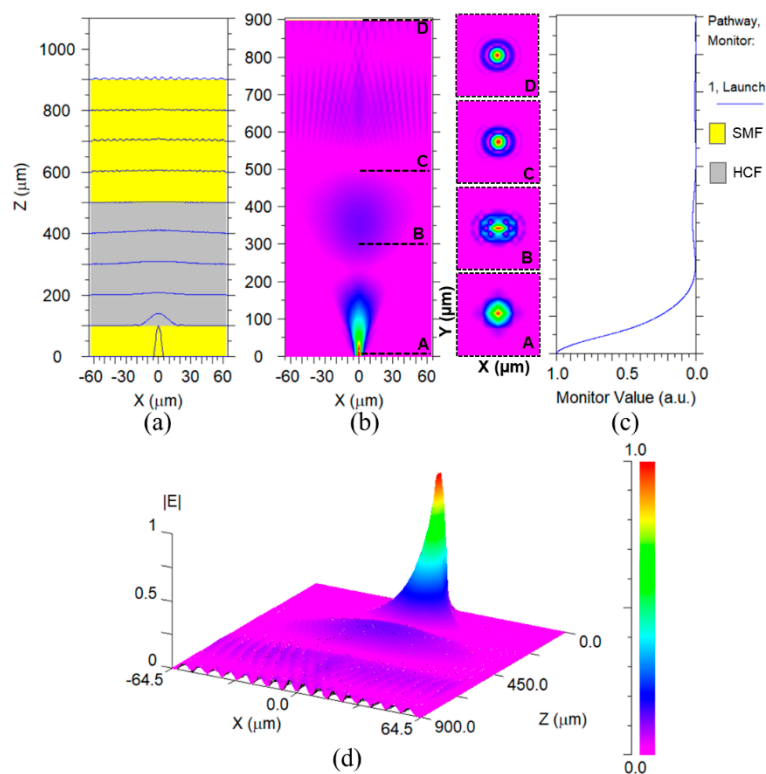 1000
800
600
400
200
0
Z (μm)
-60 -30 0 30 60
X (μm)
(a)
900
800
700
600
500
400
300
200
100
0
D
C
B
A
-60 -30 0 30 60
X (μm)
(b)
D
C
B
A
Y (μm)
X (μm)
1.0 0.5 0.0
Monitor Value (a.u.)
(c)
Pathway,
Monitor:
1, Launch
SMF
HCF
|E|
1
0.5
0
-64.5
0.0
64.5
X (μm)
0.0
450.0
900.0
Z (μm)
(d)
1.0
0.0